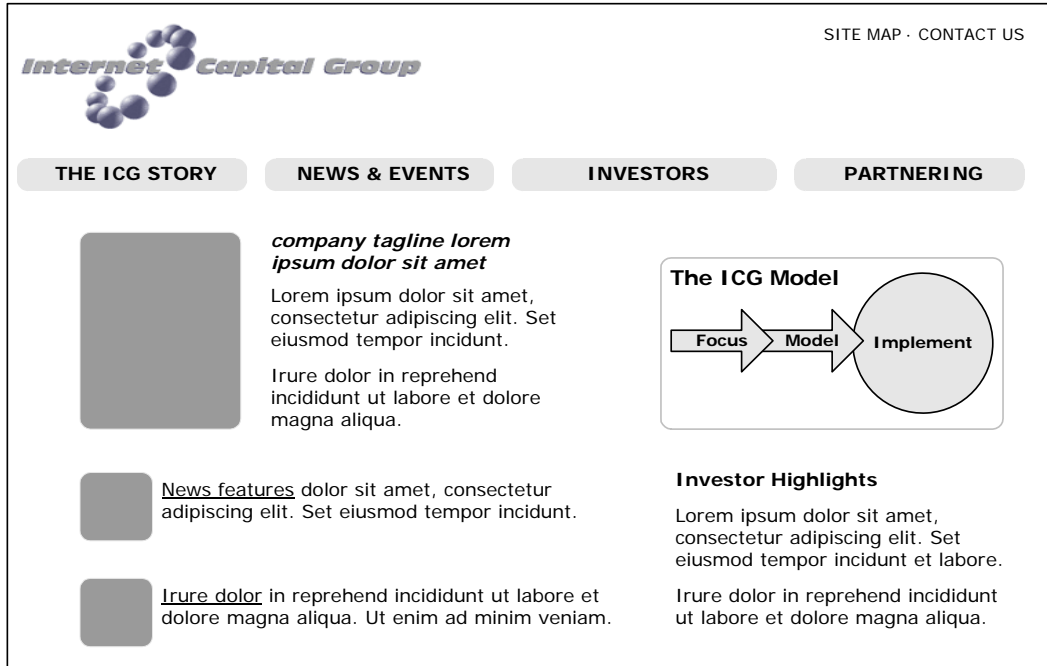 SITE MAP · CONTACT US
Internet Capital Group
THE ICG STORY
NEWS & EVENTS
INVESTORS
PARTNERING
company tagline lorem
ipsum dolor sit amet
Lorem ipsum dolor sit amet,
consectetur adipiscing elit. Set
eiusmod tempor incidunt.
Irure dolor in reprehend
incididunt ut labore et dolore
magna aliqua.
The ICG Model
Focus
Model
Implement
News features dolor sit amet, consectetur
adipiscing elit. Set eiusmod tempor incidunt.
Irure dolor in reprehend incididunt ut labore et
dolore magna aliqua. Ut enim ad minim veniam.
Investor Highlights
Lorem ipsum dolor sit amet,
consectetur adipiscing elit. Set
eiusmod tempor incidunt et labore.
Irure dolor in reprehend incididunt
ut labore et dolore magna aliqua.